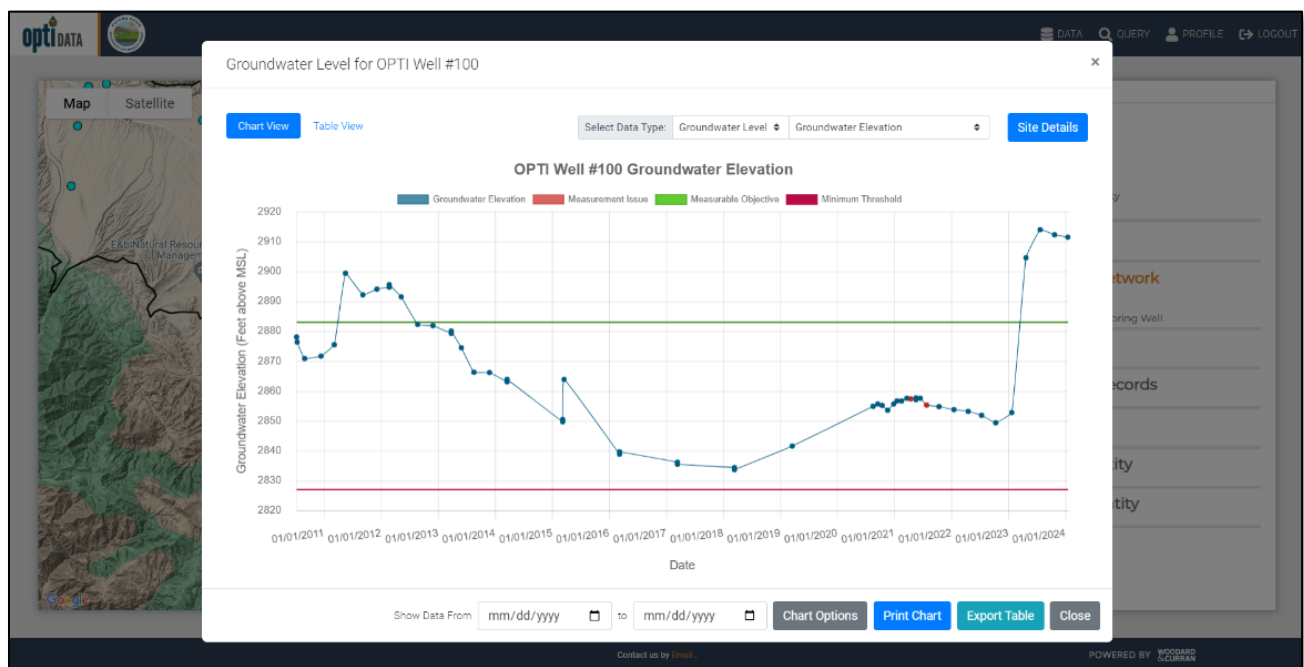 optiDATA
DATA QUERY PROFILE LOGOUT
Groundwater Level for OPTI Well #100 ×
Map Satellite
Chart View Table View Select Data Type: Groundwater Level Groundwater Elevation Site Details
OPTI Well #100 Groundwater Elevation
Groundwater Elevation Measurement Issue Measurable Objective Minimum Threshold
Groundwater Elevation (Feet above MSL)
2920
2910
2900
2890
2880
2870
2860
2850
2840
2830
2820
01/01/2011 01/01/2012 01/01/2013 01/01/2014 01/01/2015 01/01/2016 01/01/2017 01/01/2018 01/01/2019 01/01/2020 01/01/2021 01/01/2022 01/01/2023 01/01/2024
Date
E&b Natural Resour
Managem
etwork
oring Well
ecords
ity
tity
Google
Show Data From mm/dd/yyyy to mm/dd/yyyy Chart Options Print Chart Export Table Close
Contact us by Email .
POWERED BY WOODARD
&CURRAN